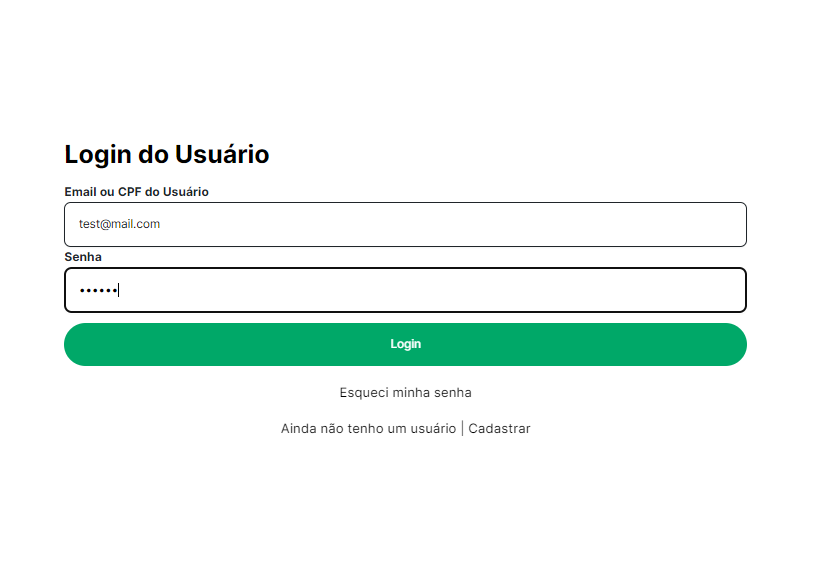 Login do Usuário
Email ou CPF do Usuário
test@mail.com
Senha
••••••
Login
Esqueci minha senha
Ainda não tenho um usuário | Cadastrar